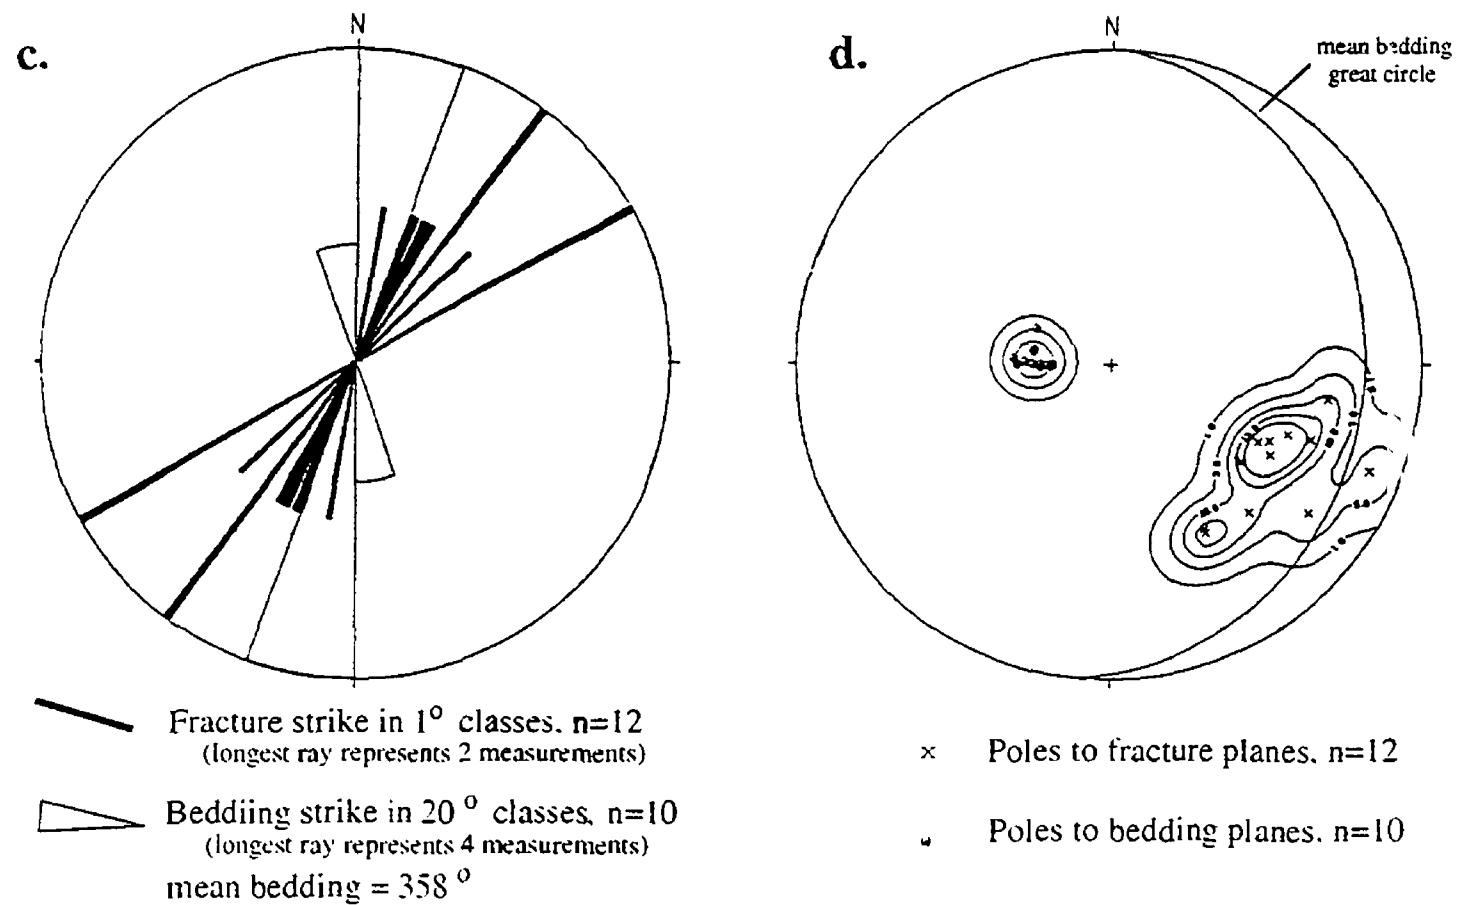 c.
N
Fracture strike in 1° classes. n=12
(longest ray represents 2 measurements)
Beddiing strike in 20° classes, n=10
(longest ray represents 4 measurements)
mean bedding = 358°
d.
N
mean bedding
great circle
Poles to fracture planes. n=12
Poles to bedding planes. n=10